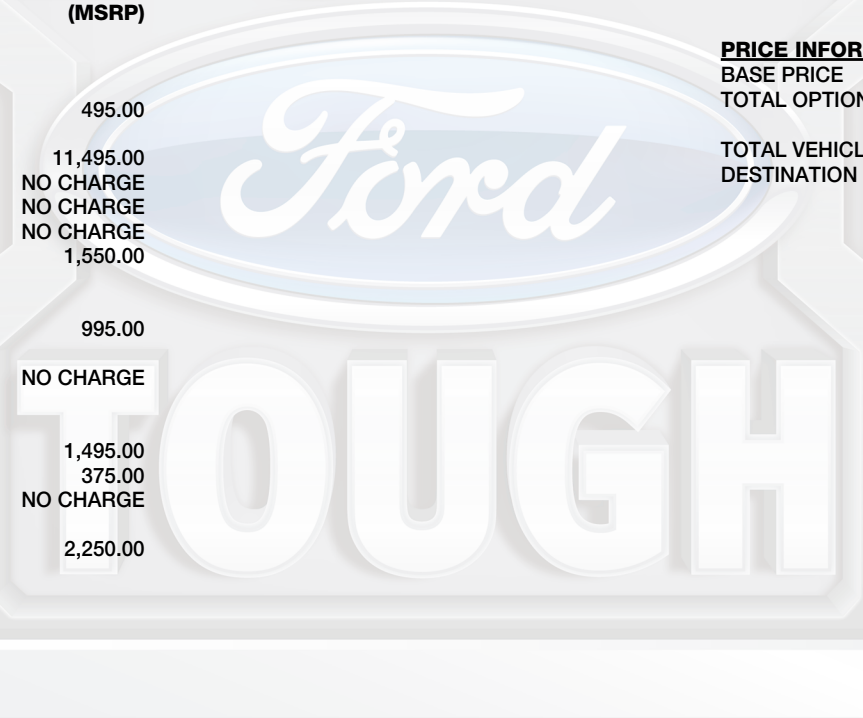 (MSRP)
495.00
11,495.00
NO CHARGE
NO CHARGE
NO CHARGE
1,550.00
995.00
NO CHARGE
1,495.00
375.00
NO CHARGE
2,250.00
PRICE INFOR
BASE PRICE
TOTAL OPTION
TOTAL VEHICL
DESTINATION
Ford
TOUGH